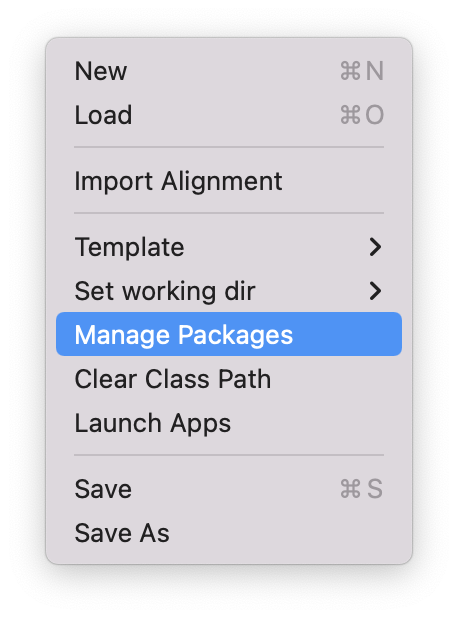 New ⌘N
Load ⌘O
Import Alignment
Template
Set working dir
Manage Packages
Clear Class Path
Launch Apps
Save ⌘S
Save As